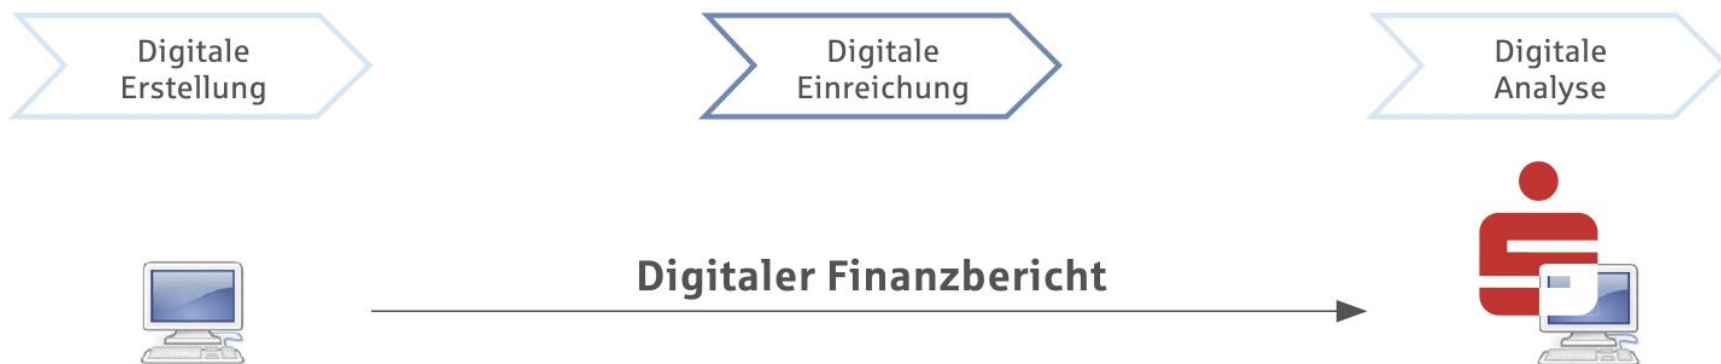 Digitale
Erstellung
Digitale
Einreichung
Digitale
Analyse
Digitaler Finanzbericht